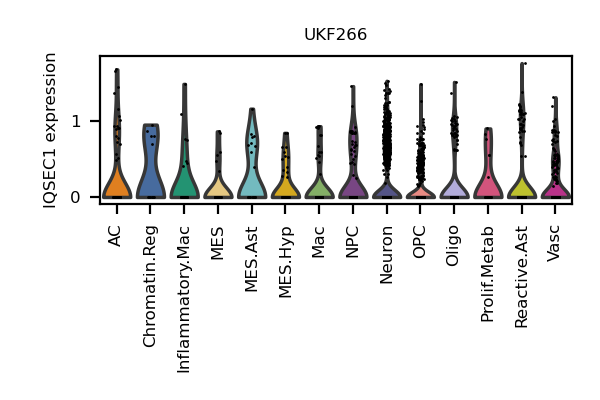 UKF266
IQSEC1 expression
1
0
AC
Chromatin.Reg
Inflammatory.Mac
MES
MES.Ast
MES.Hyp
Mac
NPC
Neuron
OPC
Oligo
Prolif.Metab
Reactive.Ast
Vasc